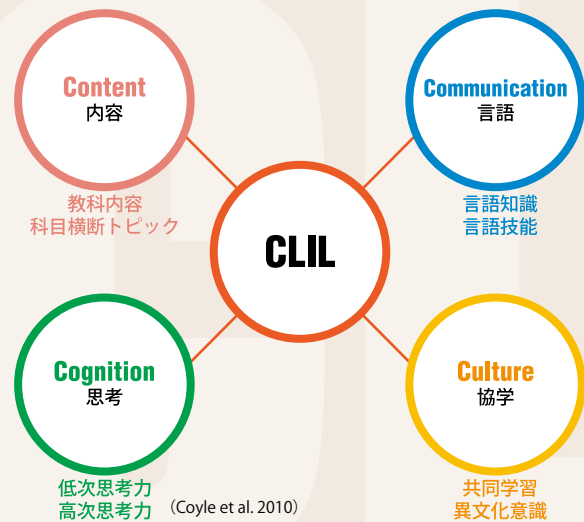 Content
内容
教科内容
科目横断トピック
Communication
言語
言語知識
言語技能
CLIL
Cognition
思考
低次思考力
高次思考力 (Coyle et al. 2010)
Culture
協学
共同学習
異文化意識